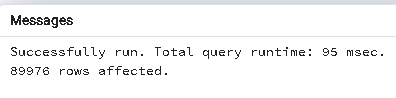 Messages
Successfully run. Total query runtime: 95 msec.
89976 rows affected.